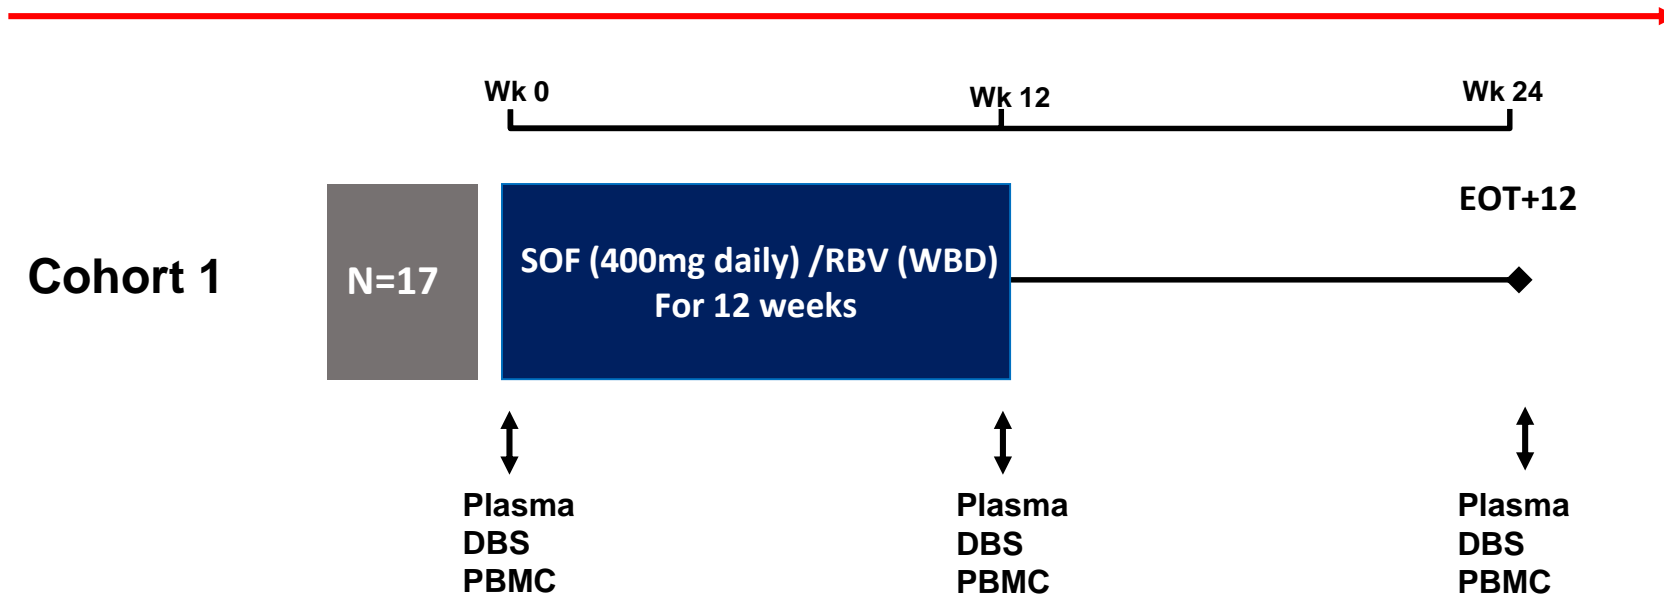 Wk 0
Wk 12
Wk 24
EOT+12
Cohort 1
N=17
SOF (400mg daily) /RBV (WBD)
For 12 weeks
Plasma
DBS
PBMC
Plasma
DBS
PBMC
Plasma
DBS
PBMC